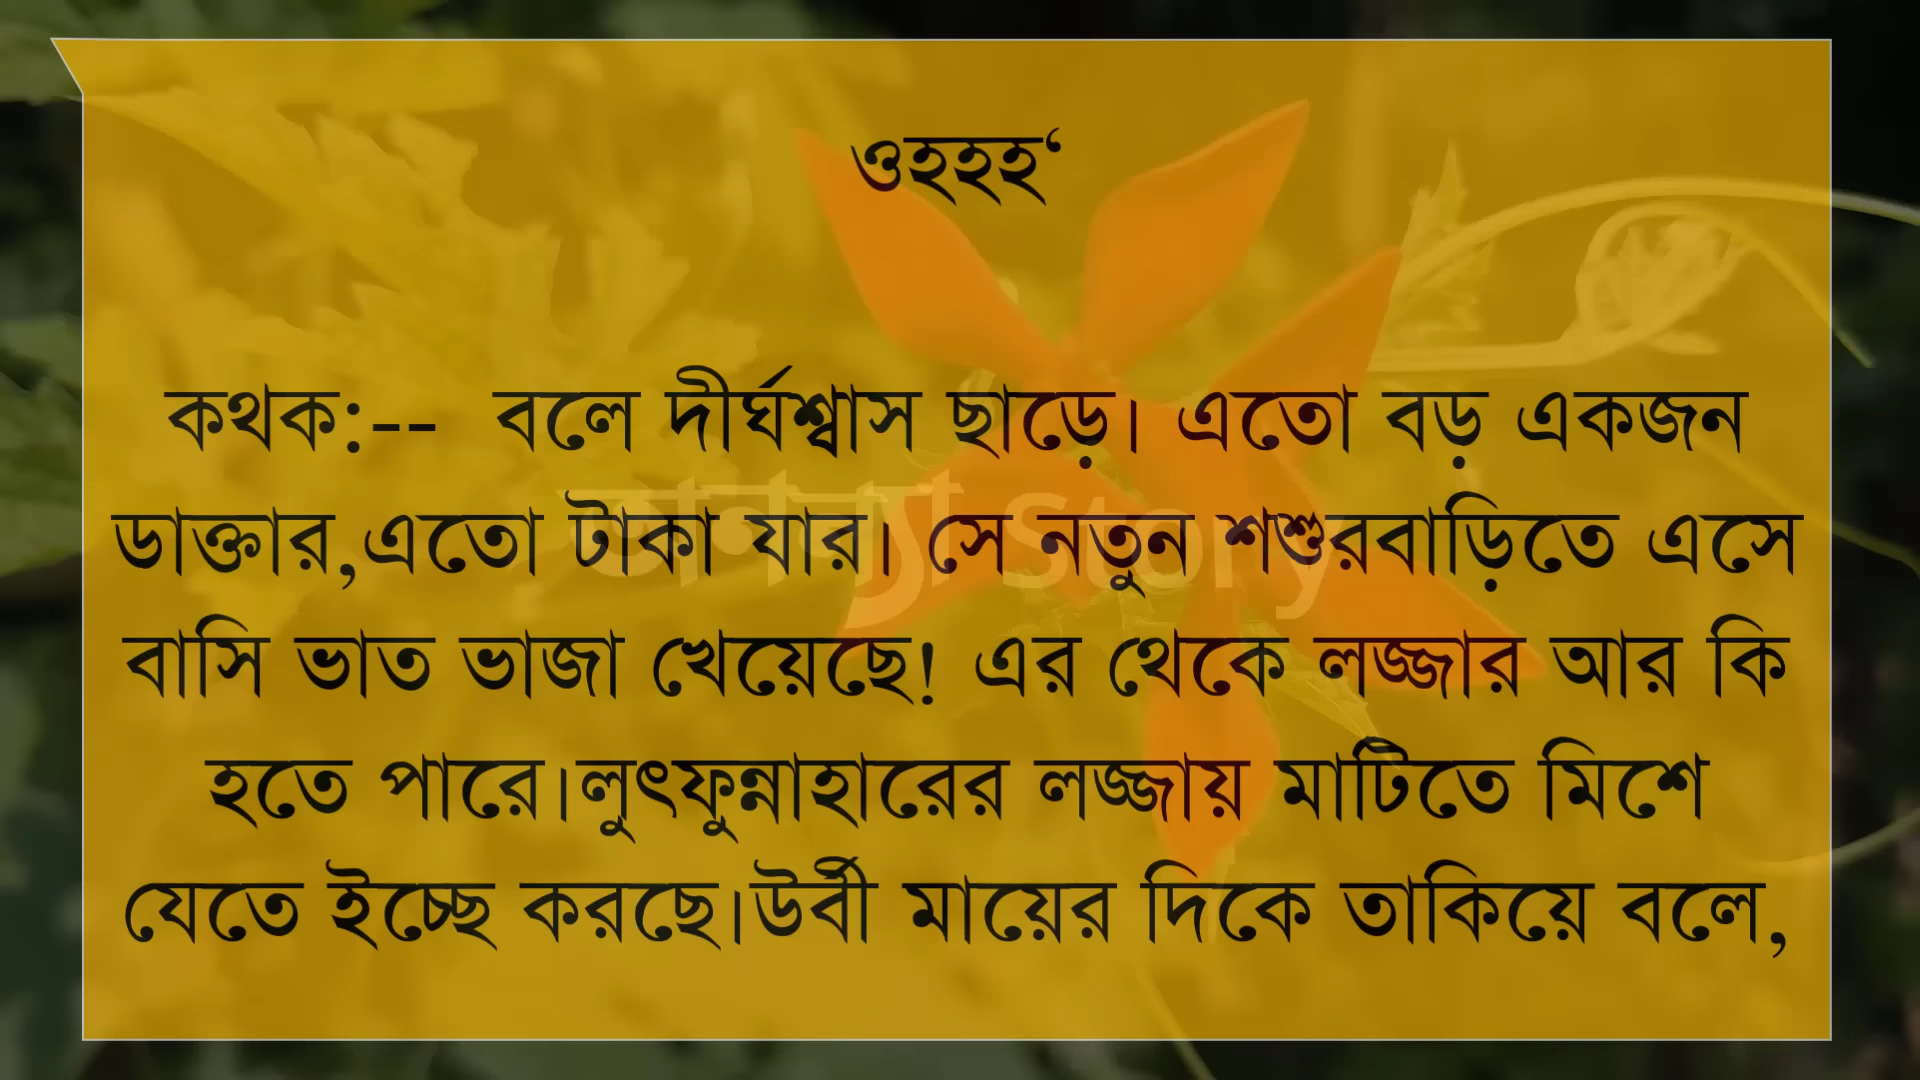 ওহহহ‘
কথক:-- বলে দীর্ঘশ্বাস ছাড়ে। এতো বড় একজন
ডাক্তার,এতো টাকা যার। সে নতুন শশুরবাড়িতে এসে
বাসি ভাত ভাজা খেয়েছে! এর থেকে লজ্জার আর কি
হতে পারে।লুৎফুন্নাহারের লজ্জায় মাটিতে মিশে
যেতে ইচ্ছে করছে।উর্বী মায়ের দিকে তাকিয়ে বলে,
Story